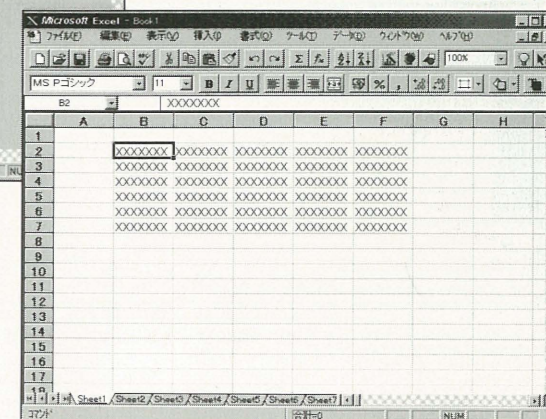 Microsoft Excel - Book1
ファイル(F) 編集(E) 表示(V) 挿入(I) 書式(O) ツール(T) データ(D) ウィンドウ(W) ヘルプ(H)
100%
MS Pゴシック 11 B I U % ,
B2 XXXXXXX
A B C D E F G H
1
2 XXXXXXX XXXXXXX XXXXXXX XXXXXXX XXXXXXX
3 XXXXXXX XXXXXXX XXXXXXX XXXXXXX XXXXXXX
4 XXXXXXX XXXXXXX XXXXXXX XXXXXXX XXXXXXX
5 XXXXXXX XXXXXXX XXXXXXX XXXXXXX XXXXXXX
6 XXXXXXX XXXXXXX XXXXXXX XXXXXXX XXXXXXX
7 XXXXXXX XXXXXXX XXXXXXX XXXXXXX XXXXXXX
8
9
10
11
12
13
14
15
16
17
18
Sheet1 Sheet2 Sheet3 Sheet4 Sheet5 Sheet6 Sheet7
コマンド 合計=0 NUM